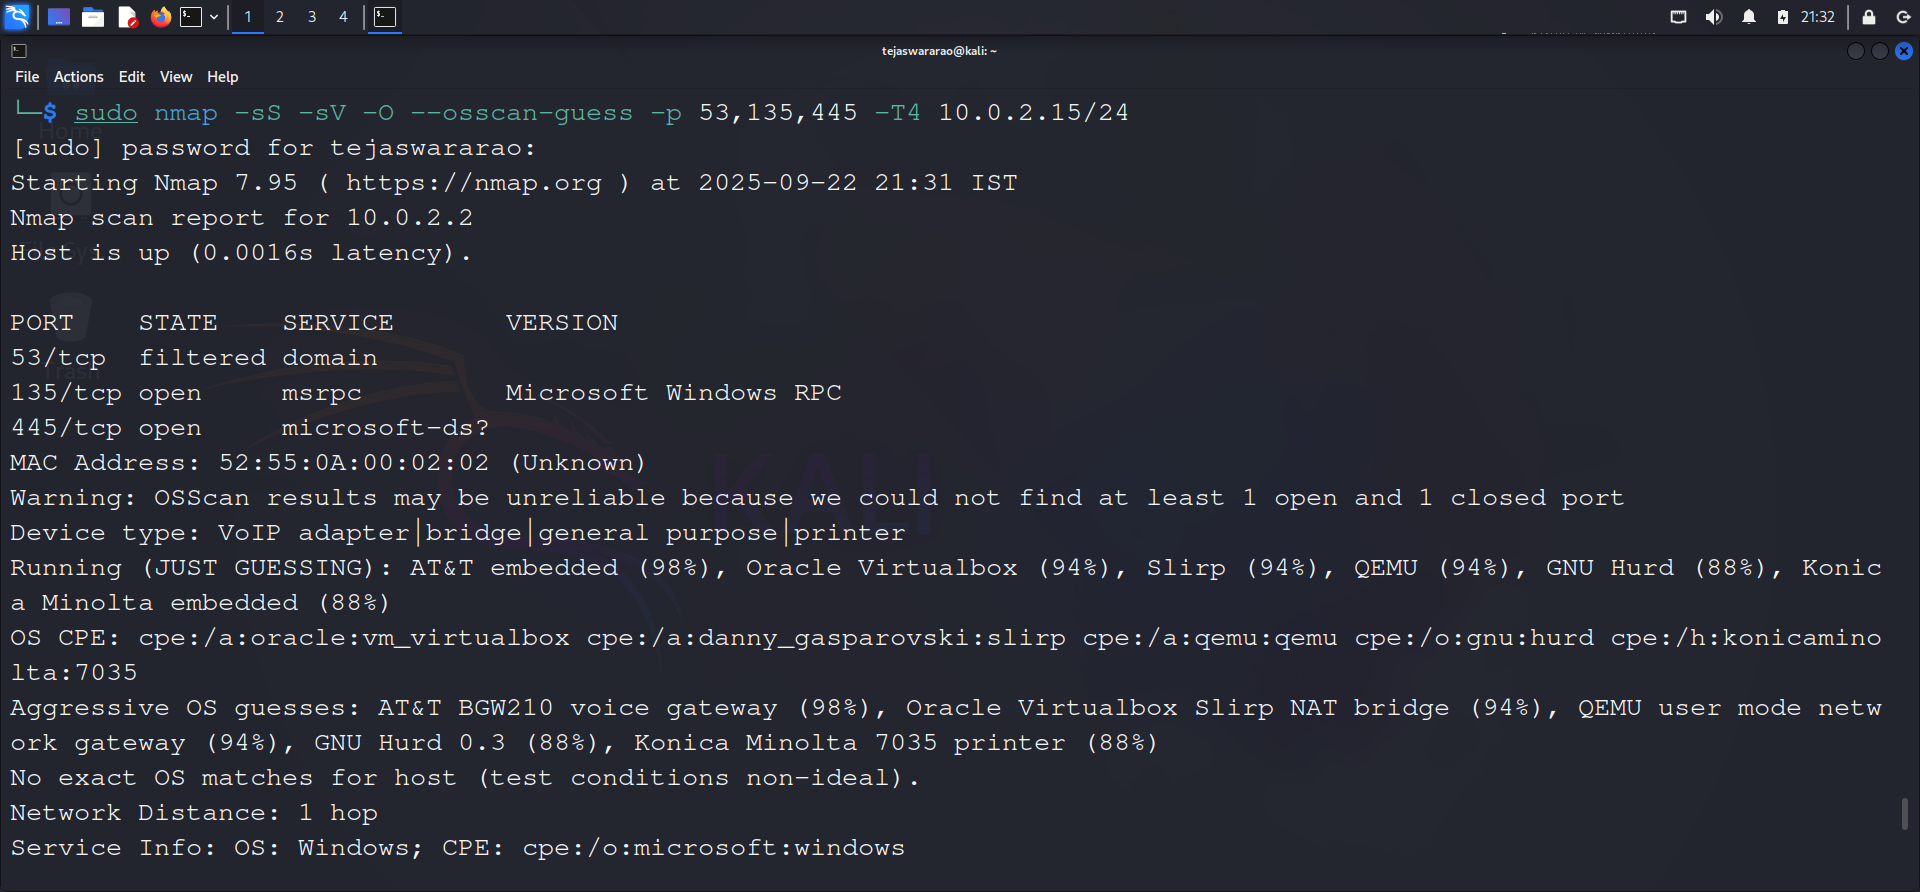 1 2 3 4
21:32
tejaswararao@kali: ~
File Actions Edit View Help
└─$ sudo nmap -sS -sV -O --osscan-guess -p 53,135,445 -T4 10.0.2.15/24
Home
[sudo] password for tejaswararao:
Starting Nmap 7.95 ( https://nmap.org ) at 2025-09-22 21:31 IST
Nmap scan report for 10.0.2.2
Host is up (0.0016s latency).
PORT STATE SERVICE VERSION
53/tcp filtered domain
Trash
135/tcp open msrpc Microsoft Windows RPC
445/tcp open microsoft-ds?
MAC Address: 52:55:0A:00:02:02 (Unknown)
KALI
Warning: OSScan results may be unreliable because we could not find at least 1 open and 1 closed port
Device type: VoIP adapter|bridge|general purpose|printer
Running (JUST GUESSING): AT&T embedded (98%), Oracle Virtualbox (94%), Slirp (94%), QEMU (94%), GNU Hurd (88%), Konic
a Minolta embedded (88%)
OS CPE: cpe:/a:oracle:vm_virtualbox cpe:/a:danny_gasparovski:slirp cpe:/a:qemu:qemu cpe:/o:gnu:hurd cpe:/h:konicamino
lta:7035
Aggressive OS guesses: AT&T BGW210 voice gateway (98%), Oracle Virtualbox Slirp NAT bridge (94%), QEMU user mode netw
ork gateway (94%), GNU Hurd 0.3 (88%), Konica Minolta 7035 printer (88%)
No exact OS matches for host (test conditions non-ideal).
Network Distance: 1 hop
Service Info: OS: Windows; CPE: cpe:/o:microsoft:windows